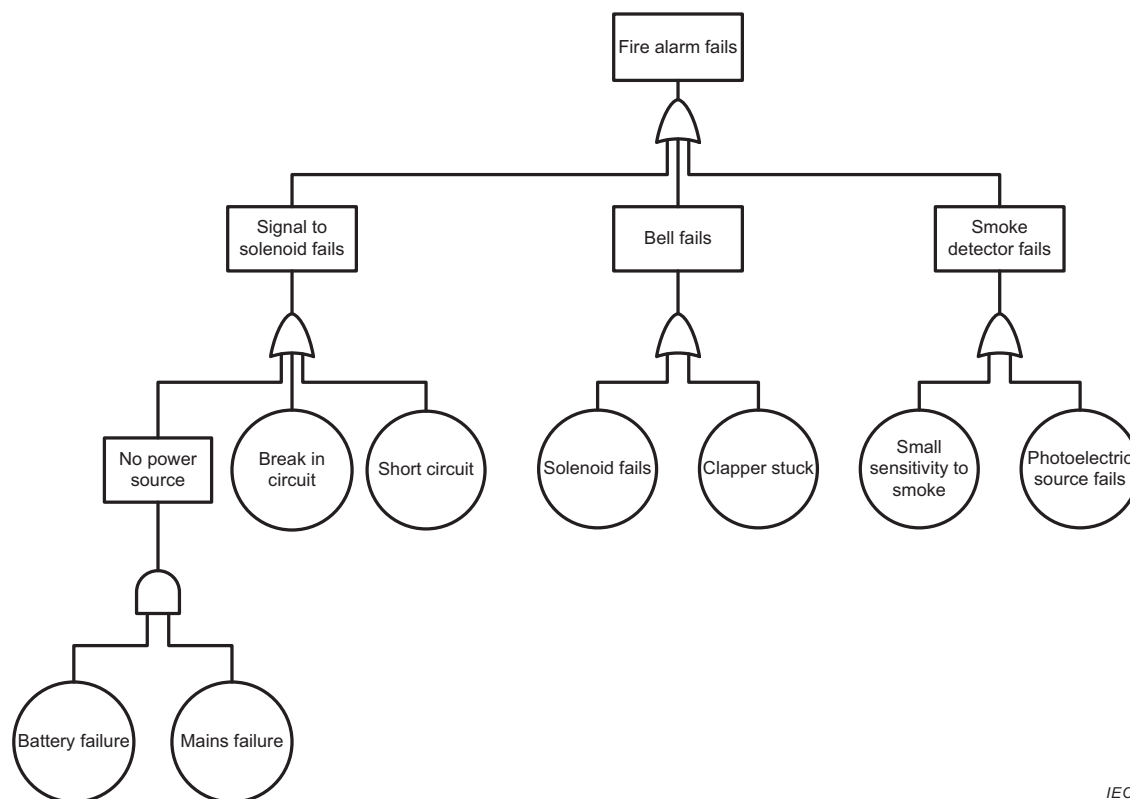 Fire alarm fails
Signal to
solenoid fails
Bell fails
Smoke
detector fails
No power
source
Break in
circuit
Short circuit
Solenoid fails
Clapper stuck
Small
sensitivity to
smoke
Photoelectric
source fails
Battery failure
Mains failure
IEC